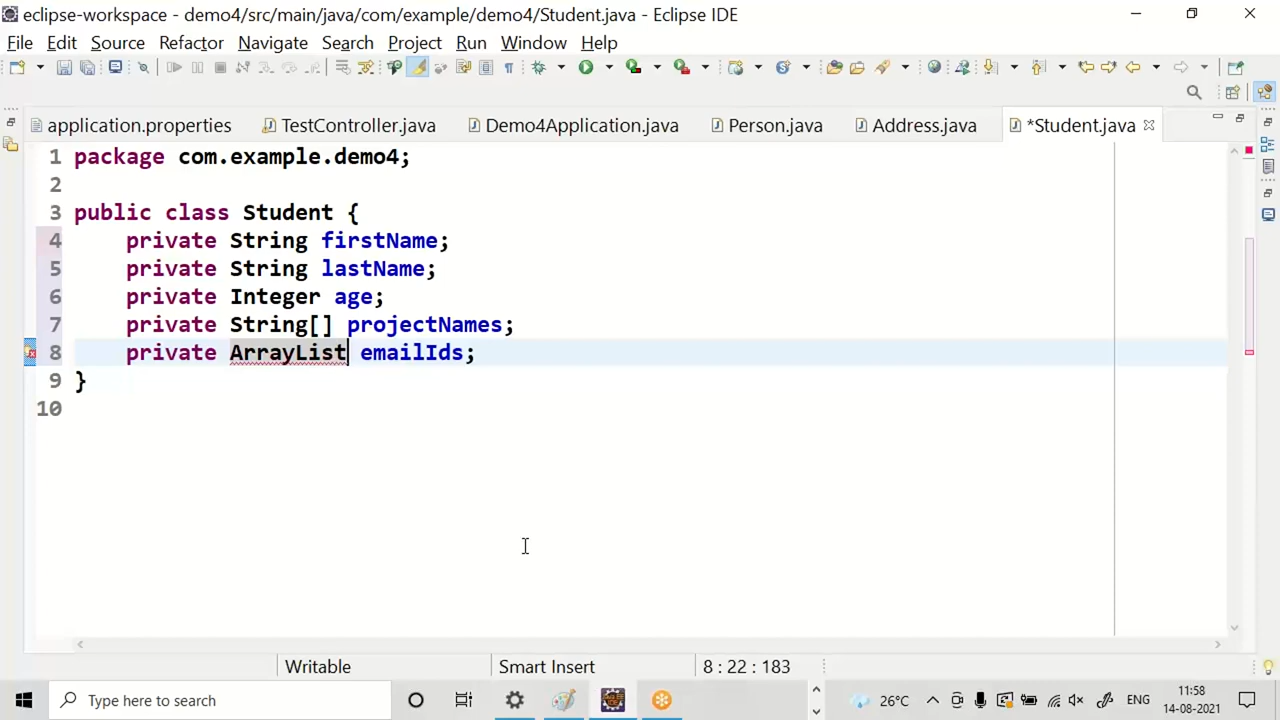 eclipse-workspace - demo4/src/main/java/com/example/demo4/Student.java - Eclipse IDE
File Edit Source Refactor Navigate Search Project Run Window Help
application.properties TestController.java Demo4Application.java Person.java Address.java *Student.java
1 package com.example.demo4;
2
3 public class Student {
4 private String firstName;
5 private String lastName;
6 private Integer age;
7 private String[] projectNames;
8 private ArrayList emailIds;
9 }
10
Writable Smart Insert 8 : 22 : 183
Type here to search 26°C ENG 11:58
14-08-2021